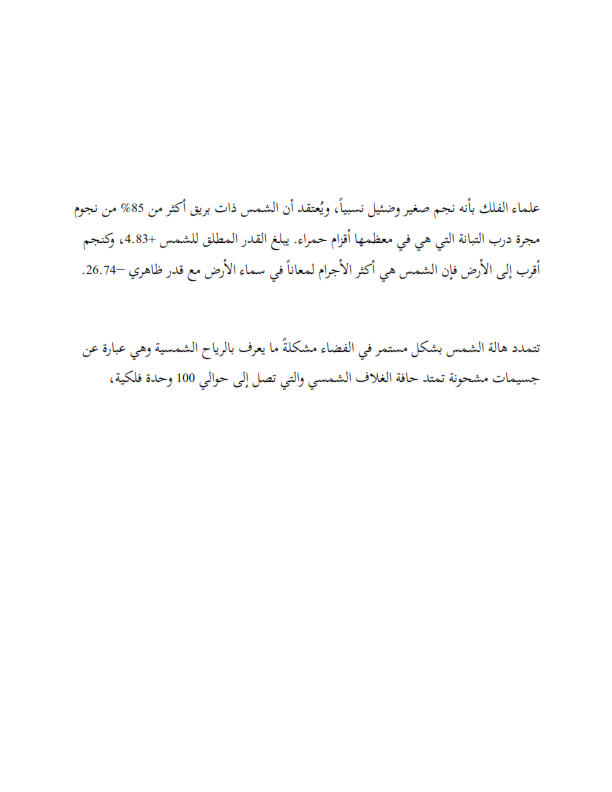 علماء الفلك بأنه نجم صغير وضئيل نسبياً، ويُعتقد أن الشمس ذات بريق أكثر من 85% من نجوم
مجرة درب التبانة التي هي في معظمها أقزام حمراء. يبلغ القدر المطلق للشمس +4.83، وكنجم
أقرب إلى الأرض فإن الشمس هي أكثر الأجرام لمعاناً في سماء الأرض مع قدر ظاهري −26.74.
تتمدد هالة الشمس بشكل مستمر في الفضاء مشكلةً ما يعرف بالرياح الشمسية وهي عبارة عن
جسيمات مشحونة تمتد حافة الغلاف الشمسي والتي تصل إلى حوالي 100 وحدة فلكية،